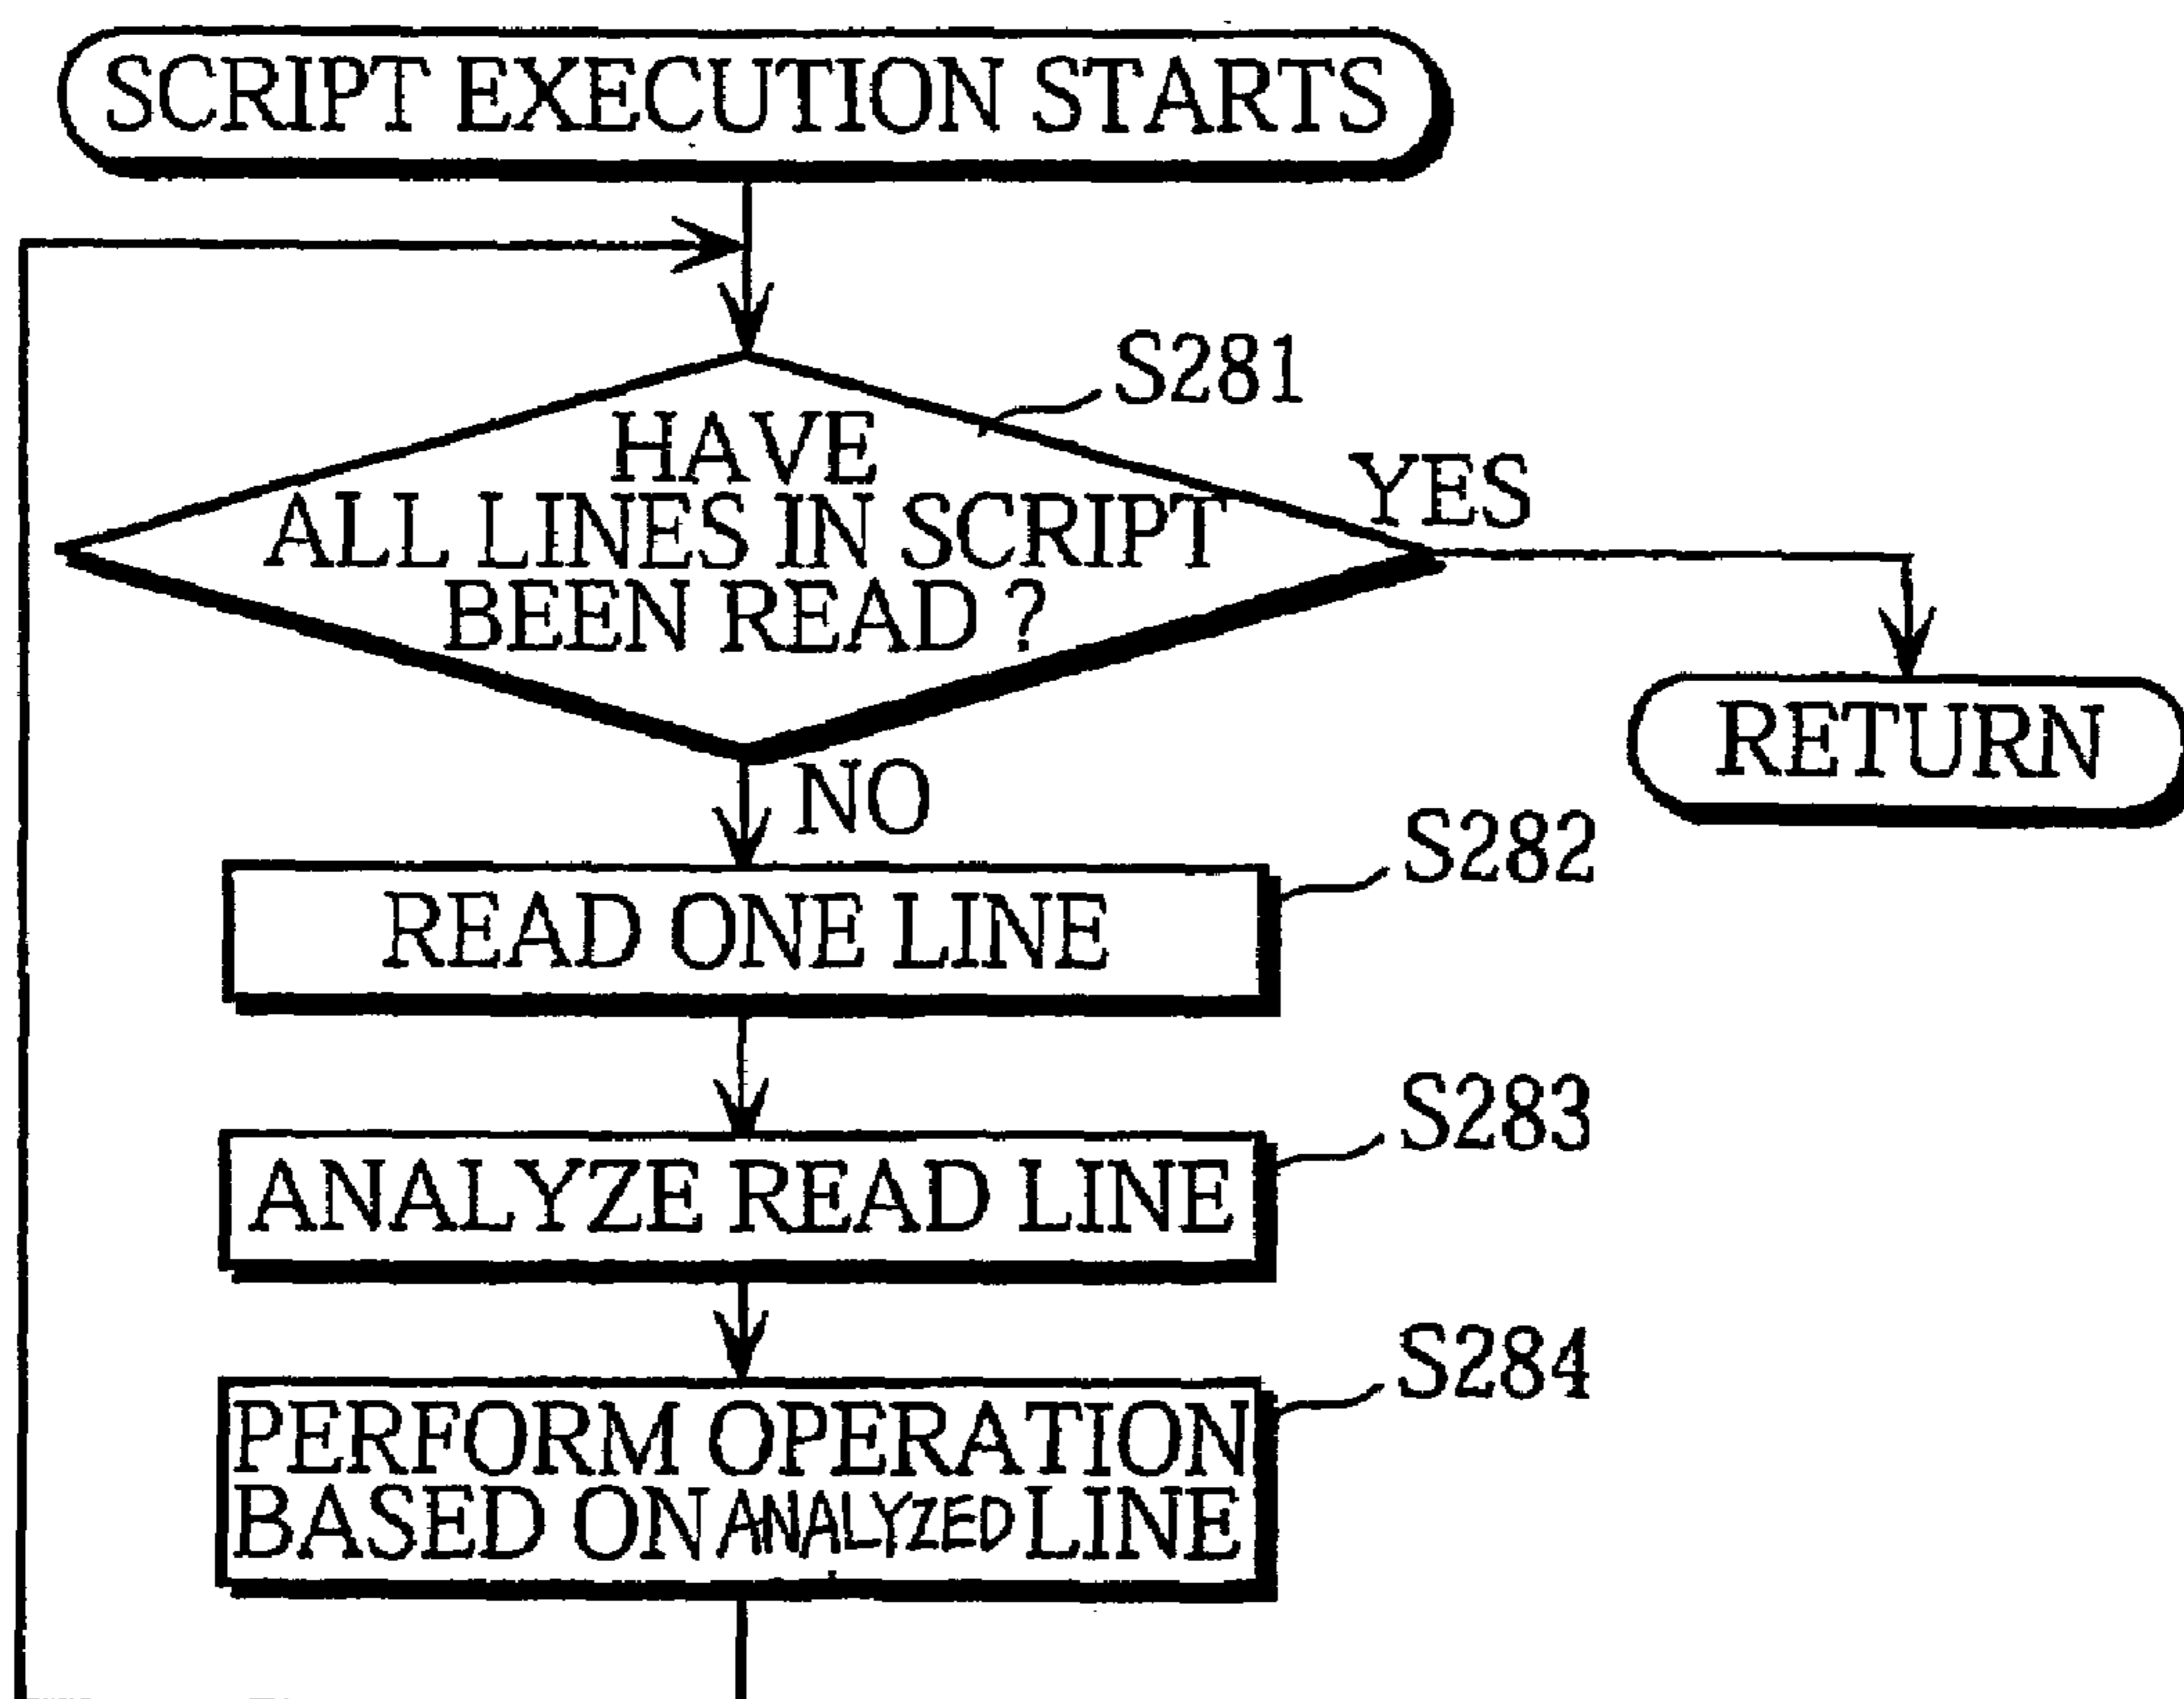 SCRIPT EXECUTION STARTS
S281
HAVE
ALL LINES IN SCRIPT
BEEN READ ?
YES
RETURN
NO
S282
READ ONE LINE
S283
ANALYZE READ LINE
S284
PERFORM OPERATION
BASED ON ANALYZED LINE